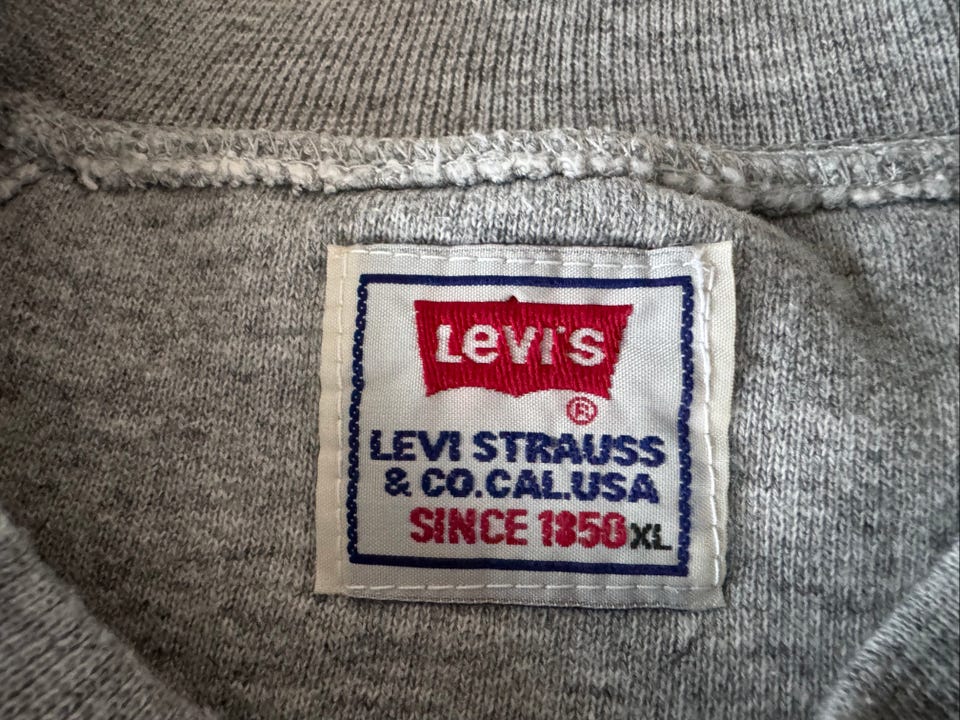 Levi's
®
LEVI STRAUSS
& CO.CAL.USA
SINCE 1850 XL